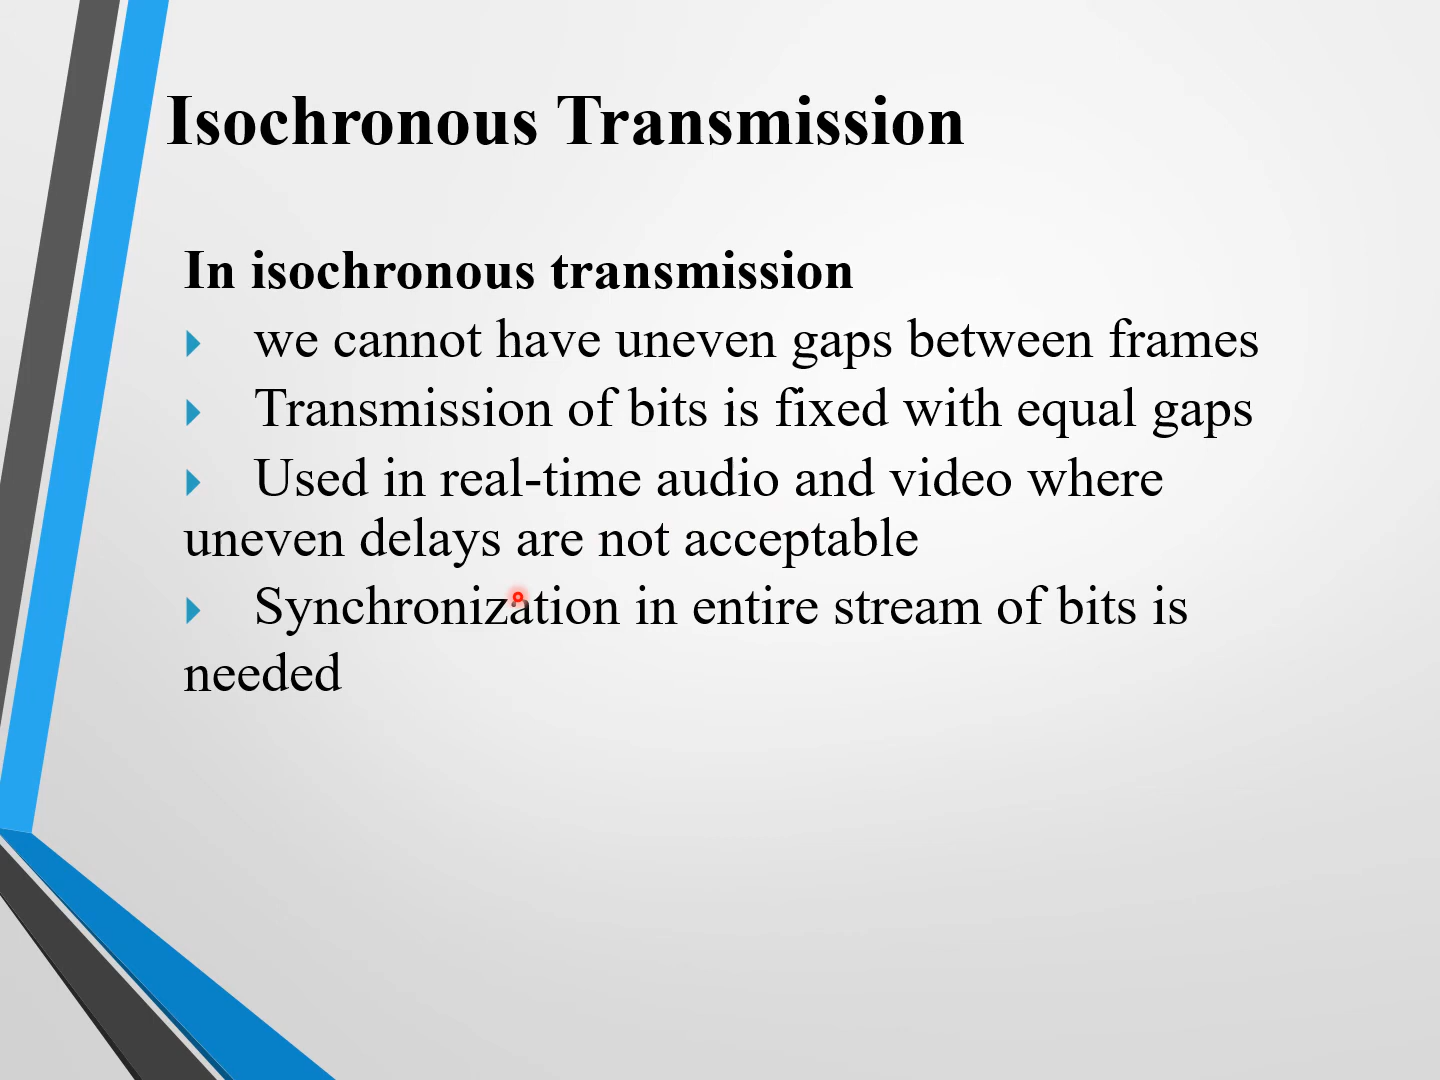 Isochronous Transmission
In isochronous transmission
we cannot have uneven gaps between frames
Transmission of bits is fixed with equal gaps
Used in real-time audio and video where
uneven delays are not acceptable
Synchronization in entire stream of bits is
needed